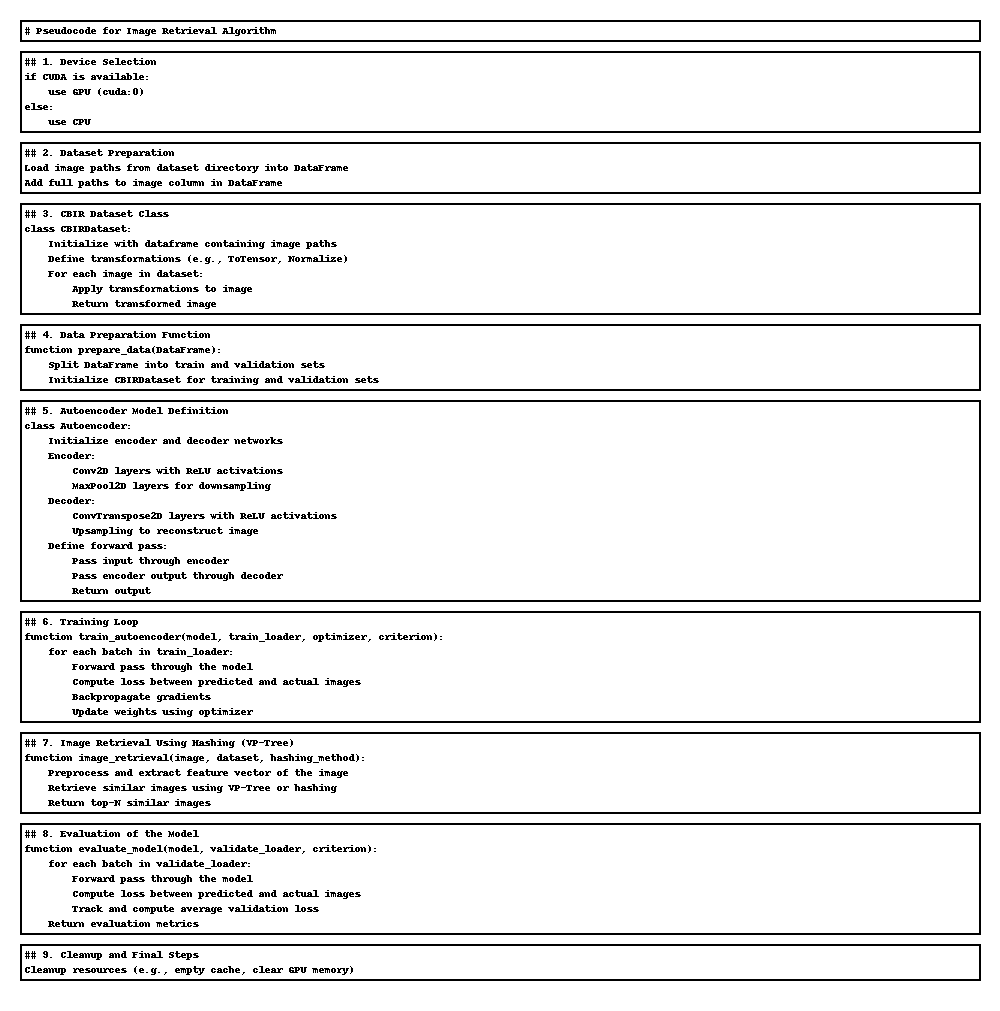 # Pseudocode for Image Retrieval Algorithm
## 1. Device Selection
if CUDA is available:
    use GPU (cuda:0)
else:
    use CPU
## 2. Dataset Preparation
Load image paths from dataset directory into DataFrame
Add full paths to image column in DataFrame
## 3. CBIR Dataset Class
class CBIRDataset:
    Initialize with dataframe containing image paths
    Define transformations (e.g., ToTensor, Normalize)
    For each image in dataset:
        Apply transformations to image
        Return transformed image
## 4. Data Preparation Function
function prepare_data(DataFrame):
    Split DataFrame into train and validation sets
    Initialize CBIRDataset for training and validation sets
## 5. Autoencoder Model Definition
class Autoencoder:
    Initialize encoder and decoder networks
    Encoder:
        Conv2D layers with ReLU activations
        MaxPool2D layers for downsampling
    Decoder:
        ConvTranspose2D layers with ReLU activations
        Upsampling to reconstruct image
    Define forward pass:
        Pass input through encoder
        Pass encoder output through decoder
        Return output
## 6. Training Loop
function train_autoencoder(model, train_loader, optimizer, criterion):
    for each batch in train_loader:
        Forward pass through the model
        Compute loss between predicted and actual images
        Backpropagate gradients
        Update weights using optimizer
## 7. Image Retrieval Using Hashing (VP-Tree)
function image_retrieval(image, dataset, hashing_method):
    Preprocess and extract feature vector of the image
    Retrieve similar images using VP-Tree or hashing
    Return top-N similar images
## 8. Evaluation of the Model
function evaluate_model(model, validate_loader, criterion):
    for each batch in validate_loader:
        Forward pass through the model
        Compute loss between predicted and actual images
        Track and compute average validation loss
    Return evaluation metrics
## 9. Cleanup and Final Steps
Cleanup resources (e.g., empty cache, clear GPU memory)